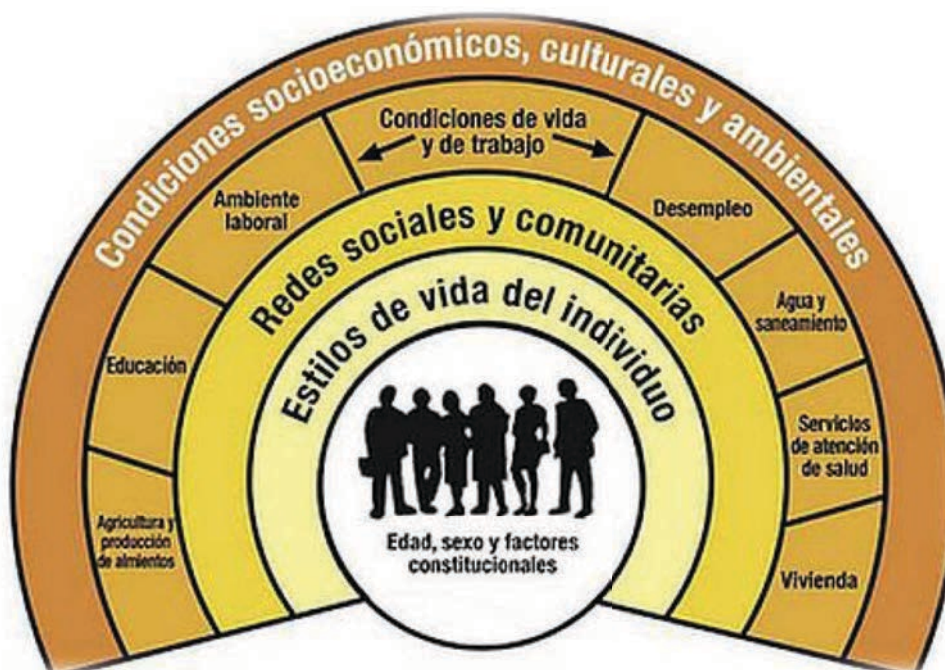 Condiciones socioeconómicos, culturales y ambientales
Condiciones de vida
y de trabajo
Ambiente
laboral
Desempleo
Redes sociales y comunitarias
Estilos de vida del individuo
Agua y
saneamiento
Educación
Servicios
de atención
de salud
Agricultura y
producción
de almientos
Edad, sexo y factores
constitucionales
Vivienda